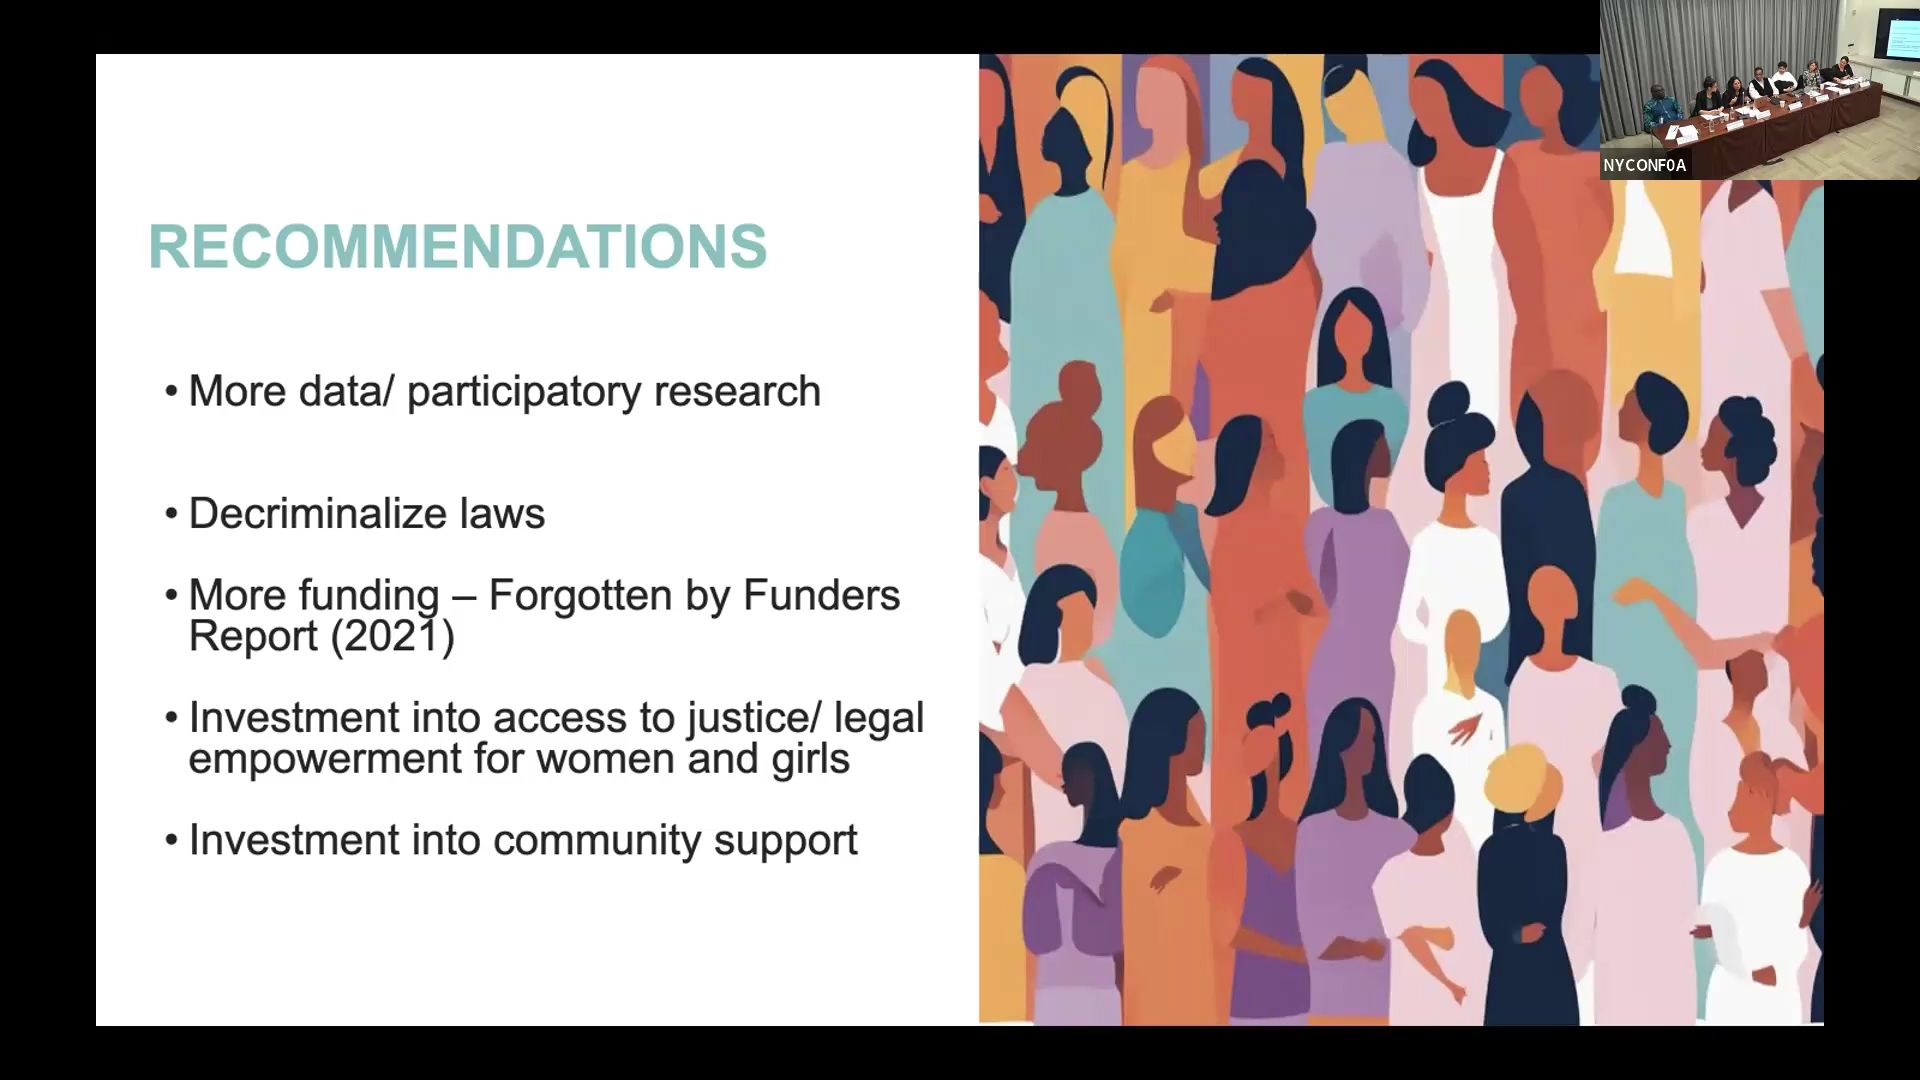 RECOMMENDATIONS
• More data/ participatory research
• Decriminalize laws
• More funding – Forgotten by Funders
Report (2021)
• Investment into access to justice/ legal
empowerment for women and girls
• Investment into community support
NYCONF0A